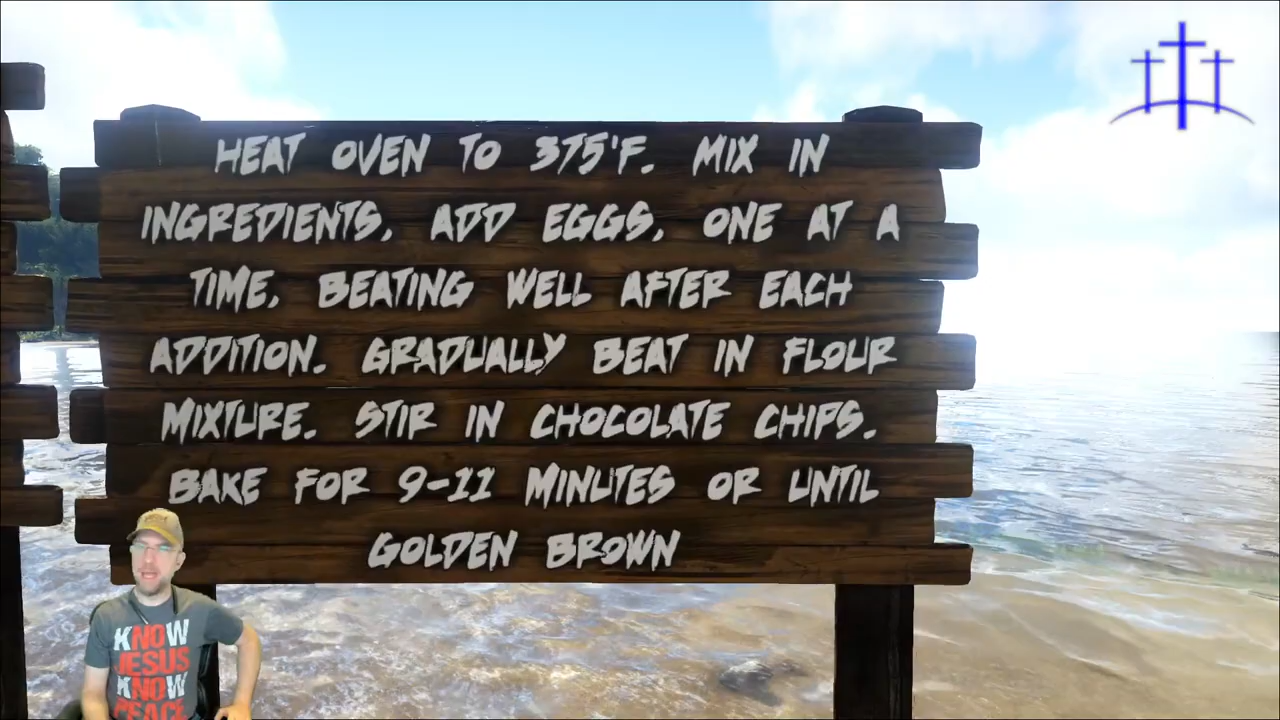 HEAT OVEN TO 375'F. MIX IN
INGREDIENTS. ADD EGGS, ONE AT A
TIME, BEATING WELL AFTER EACH
ADDITION. GRADUALLY BEAT IN FLOUR
MIXTURE. STIR IN CHOCOLATE CHIPS.
BAKE FOR 9-11 MINUTES OR UNTIL
GOLDEN BROWN
KNOW
JESUS
KNOW
PEACE